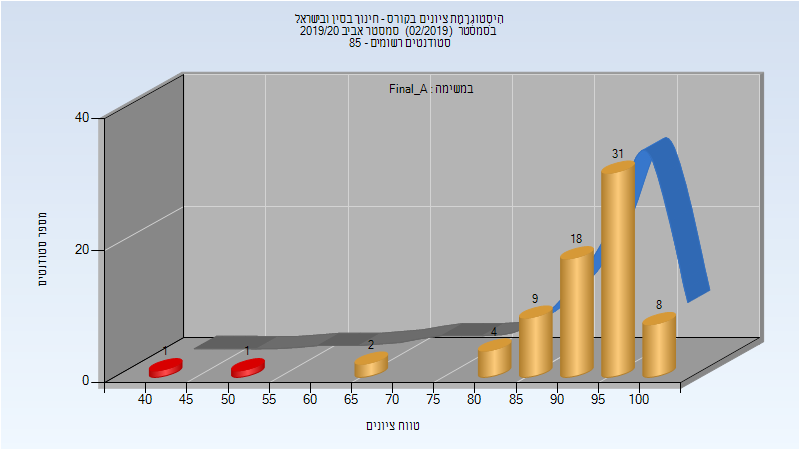 היסטוגרמת ציונים בקורס - חינוך בסין ובישראל
בסמסטר (02/2019) סמסטר אביב 2019/20
סטודנטים רשומים - 85
במשימה : Final_A
מספר סטודנטים
40
20
0
1
1
2
4
9
18
31
8
40 45 50 55 60 65 70 75 80 85 90 95 100
טווח ציונים